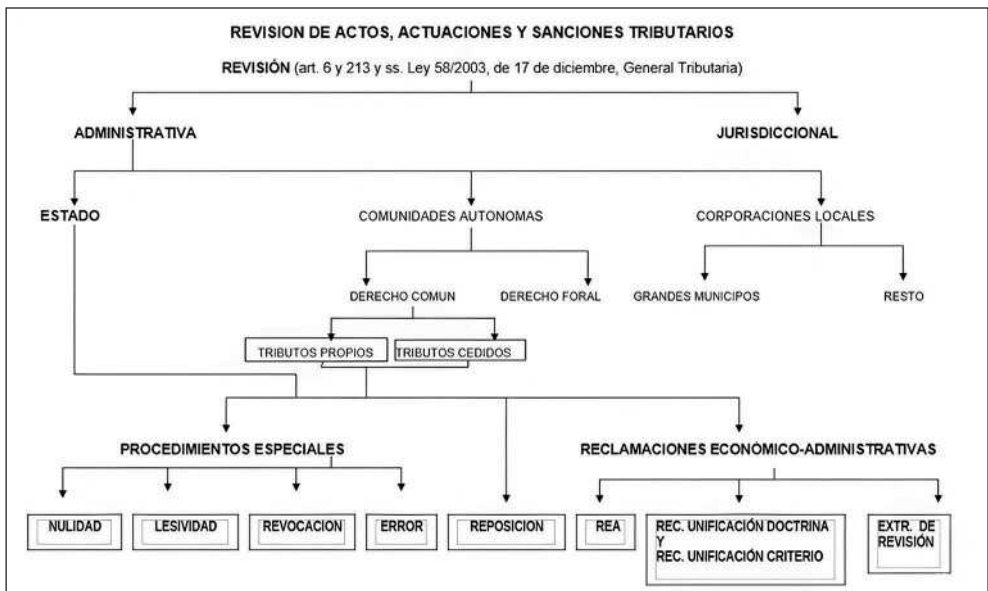 REVISION DE ACTOS, ACTUACIONES Y SANCIONES TRIBUTARIOS
REVISIÓN (art. 6 y 213 y ss. Ley 58/2003, de 17 de diciembre, General Tributaria)
ADMINISTRATIVA
JURISDICCIONAL
ESTADO
COMUNIDADES AUTONOMAS
CORPORACIONES LOCALES
DERECHO COMUN
DERECHO FORAL
GRANDES MUNICIPOS
RESTO
TRIBUTOS PROPIOS
TRIBUTOS CEDIDOS
PROCEDIMIENTOS ESPECIALES
RECLAMACIONES ECONÓMICO-ADMINISTRATIVAS
NULIDAD
LESIVIDAD
REVOCACION
ERROR
REPOSICION
REA
REC. UNIFICACIÓN DOCTRINA
Y
REC. UNIFICACIÓN CRITERIO
EXTR. DE
REVISIÓN